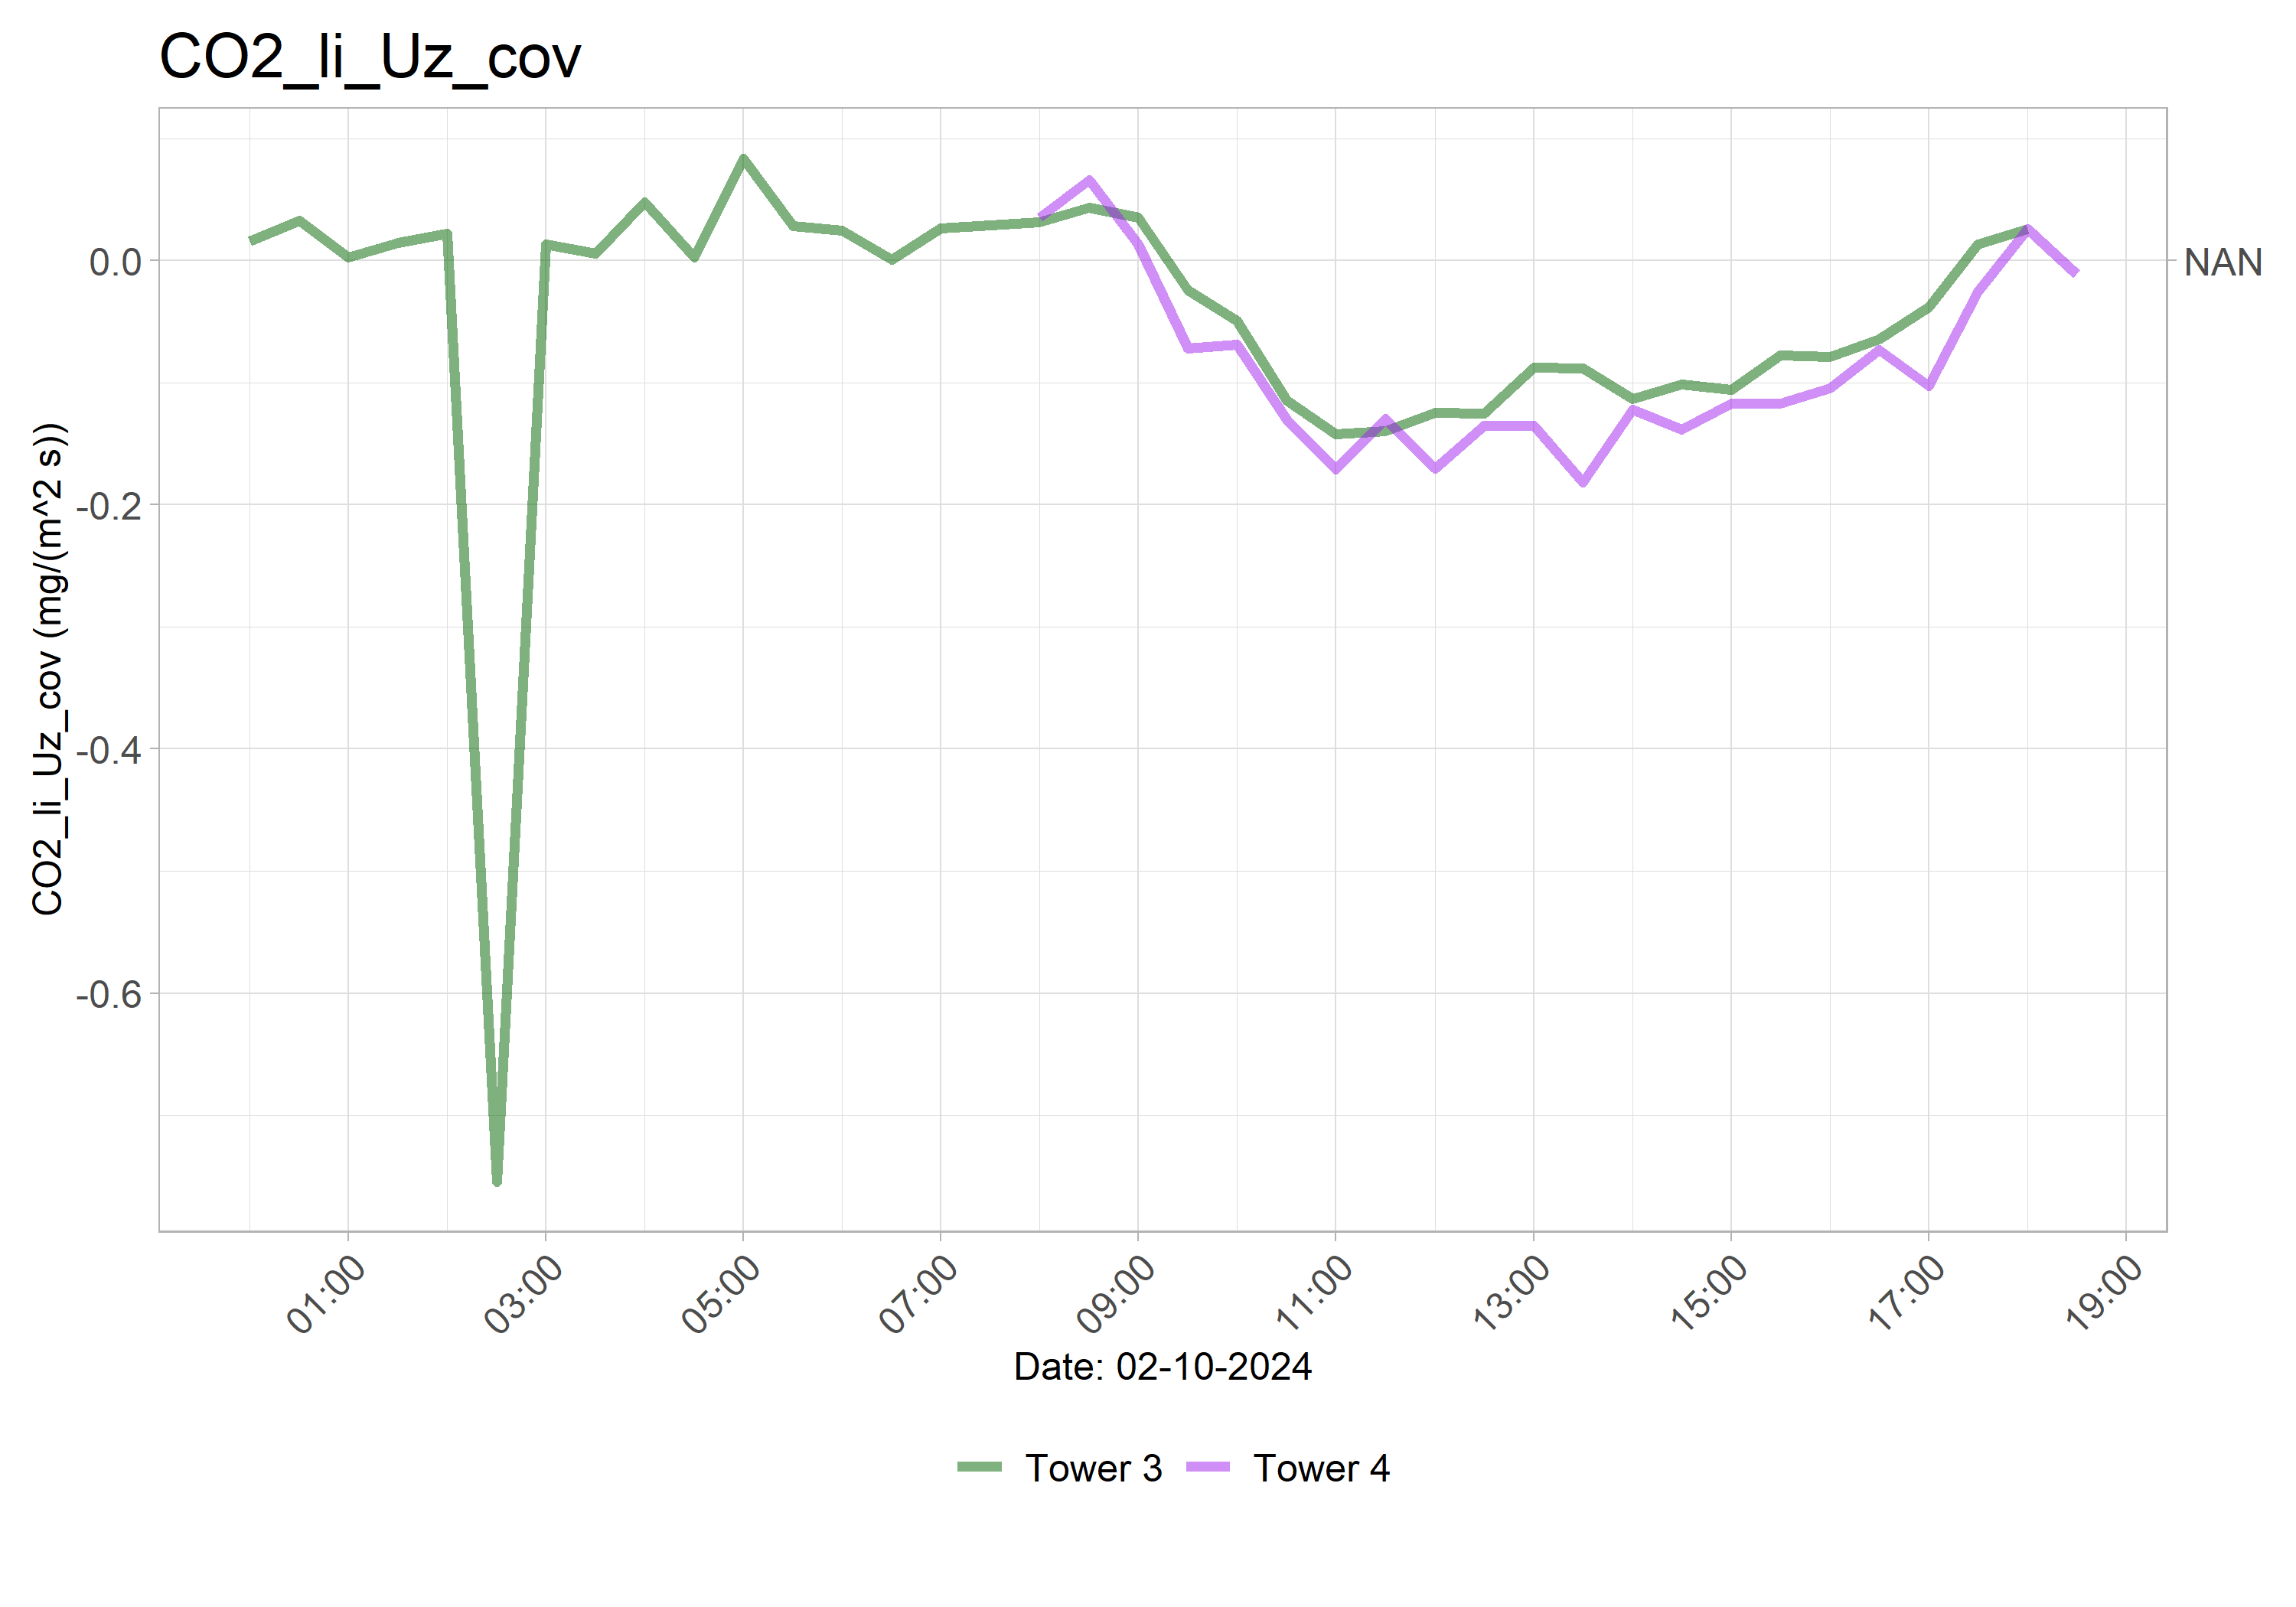 CO2_li_Uz_cov
CO2_li_Uz_cov (mg/(m^2 s))
0.0
-0.2
-0.4
-0.6
NAN
01:00
03:00
05:00
07:00
09:00
11:00
13:00
15:00
17:00
19:00
Date: 02-10-2024
Tower 3 Tower 4